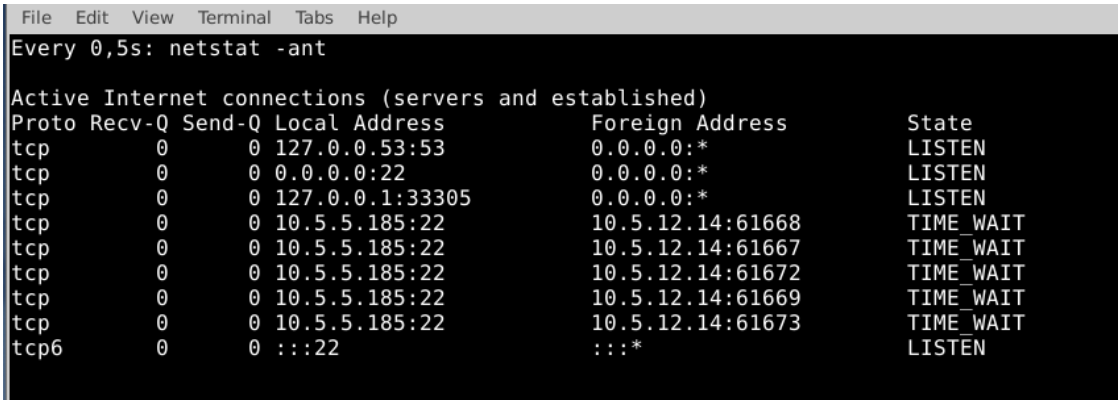 File Edit View Terminal Tabs Help
Every 0,5s: netstat -ant
Active Internet connections (servers and established)
Proto Recv-Q Send-Q Local Address Foreign Address State
tcp 0 0 127.0.0.53:53 0.0.0.0:* LISTEN
tcp 0 0 0.0.0.0:22 0.0.0.0:* LISTEN
tcp 0 0 127.0.0.1:33305 0.0.0.0:* LISTEN
tcp 0 0 10.5.5.185:22 10.5.12.14:61668 TIME_WAIT
tcp 0 0 10.5.5.185:22 10.5.12.14:61667 TIME_WAIT
tcp 0 0 10.5.5.185:22 10.5.12.14:61672 TIME_WAIT
tcp 0 0 10.5.5.185:22 10.5.12.14:61669 TIME_WAIT
tcp 0 0 10.5.5.185:22 10.5.12.14:61673 TIME_WAIT
tcp6 0 0 :::22 :::* LISTEN